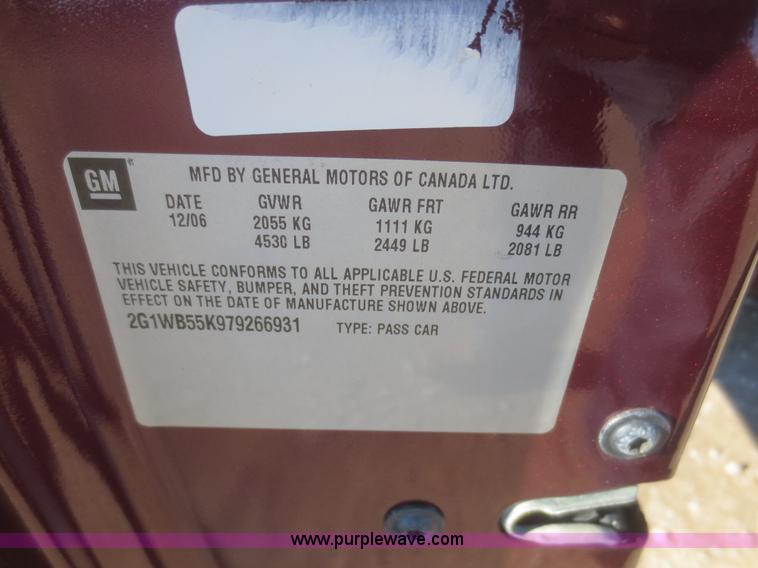 GM
MFD BY GENERAL MOTORS OF CANADA LTD.
DATE GVWR GAWR FRT GAWR RR
12/06 2055 KG 1111 KG 944 KG
4530 LB 2449 LB 2081 LB
THIS VEHICLE CONFORMS TO ALL APPLICABLE U.S. FEDERAL MOTOR
VEHICLE SAFETY, BUMPER, AND THEFT PREVENTION STANDARDS IN
EFFECT ON THE DATE OF MANUFACTURE SHOWN ABOVE.
2G1WB55K979266931 TYPE: PASS CAR
www.purplewave.com